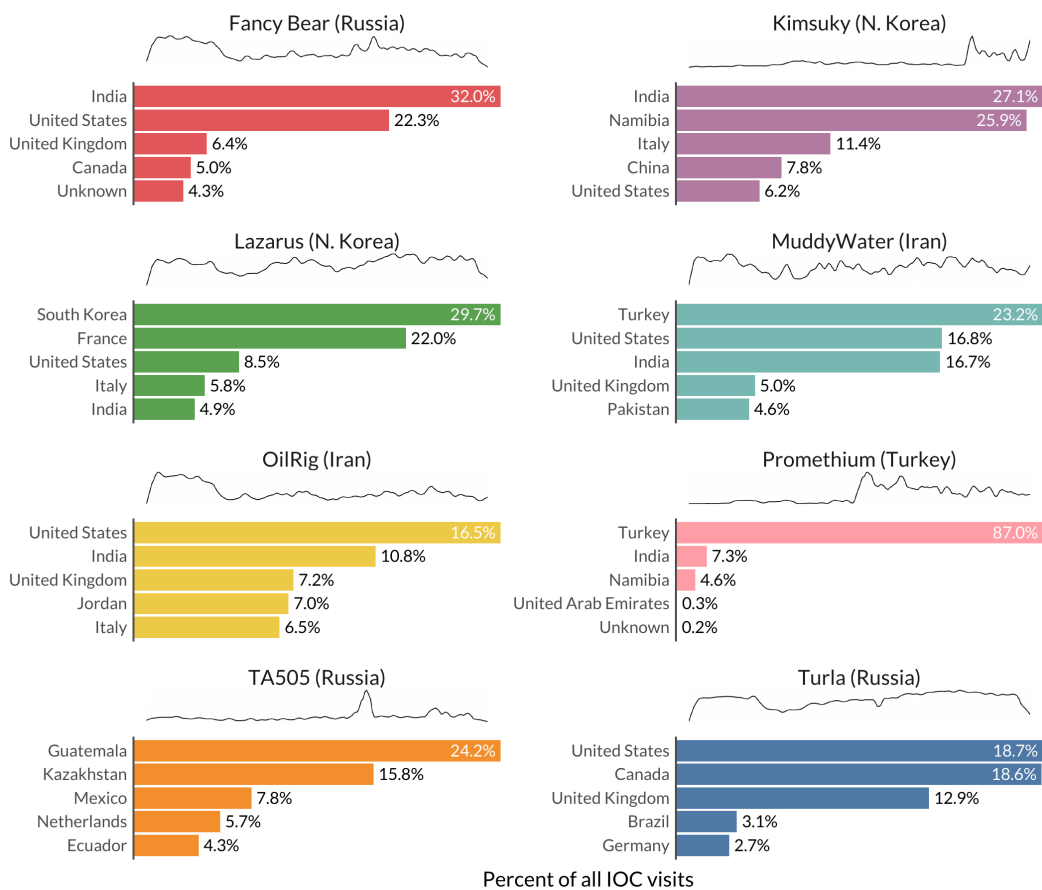 Fancy Bear (Russia)
India 32.0%
United States 22.3%
United Kingdom 6.4%
Canada 5.0%
Unknown 4.3%
Kimsuky (N. Korea)
India 27.1%
Namibia 25.9%
Italy 11.4%
China 7.8%
United States 6.2%
Lazarus (N. Korea)
South Korea 29.7%
France 22.0%
United States 8.5%
Italy 5.8%
India 4.9%
MuddyWater (Iran)
Turkey 23.2%
United States 16.8%
India 16.7%
United Kingdom 5.0%
Pakistan 4.6%
OilRig (Iran)
United States 16.5%
India 10.8%
United Kingdom 7.2%
Jordan 7.0%
Italy 6.5%
Promethium (Turkey)
Turkey 87.0%
India 7.3%
Namibia 4.6%
United Arab Emirates 0.3%
Unknown 0.2%
TA505 (Russia)
Guatemala 24.2%
Kazakhstan 15.8%
Mexico 7.8%
Netherlands 5.7%
Ecuador 4.3%
Turla (Russia)
United States 18.7%
Canada 18.6%
United Kingdom 12.9%
Brazil 3.1%
Germany 2.7%
Percent of all IOC visits